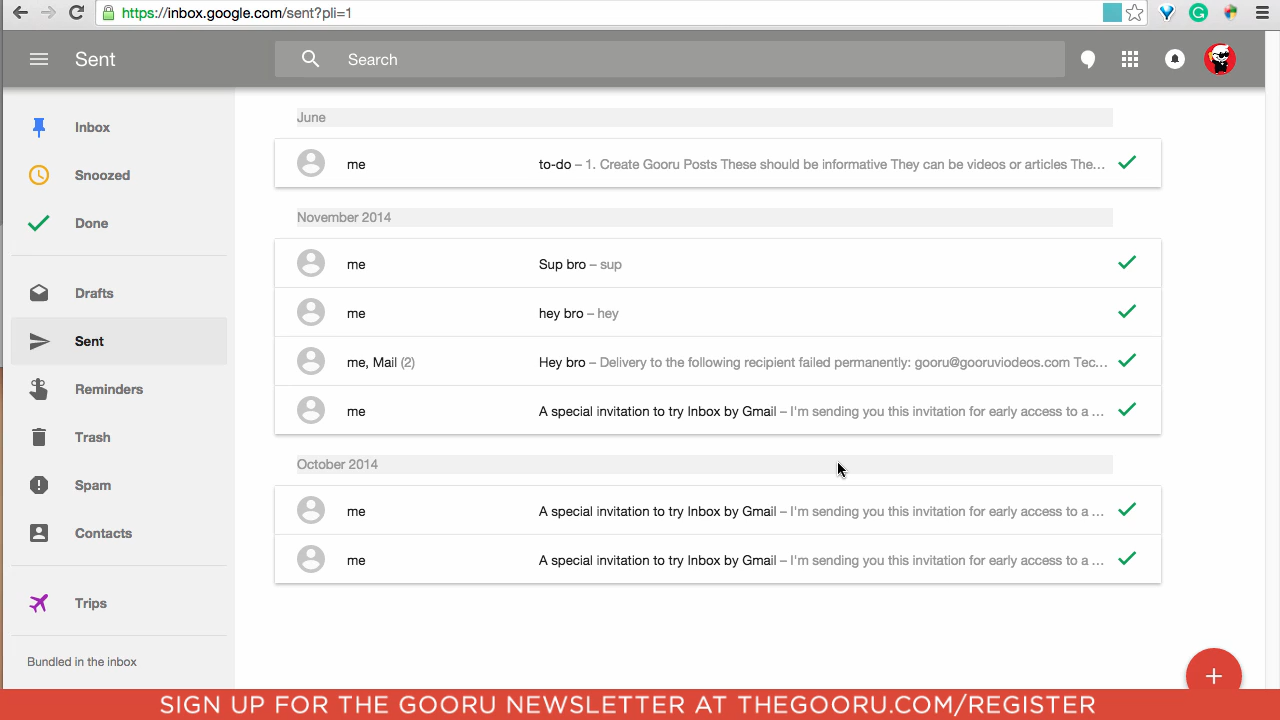 https://inbox.google.com/sent?pli=1
Sent
Search
Inbox
Snoozed
Done
Drafts
Sent
Reminders
Trash
Spam
Contacts
Trips
Bundled in the inbox
June
me to-do – 1. Create Gooru Posts These should be informative They can be videos or articles The...
November 2014
me Sup bro – sup
me hey bro – hey
me, Mail (2) Hey bro – Delivery to the following recipient failed permanently: gooru@gooruviodeos.com Tec...
me A special invitation to try Inbox by Gmail – I'm sending you this invitation for early access to a ...
October 2014
me A special invitation to try Inbox by Gmail – I'm sending you this invitation for early access to a ...
me A special invitation to try Inbox by Gmail – I'm sending you this invitation for early access to a ...
SIGN UP FOR THE GOORU NEWSLETTER AT THEGOORU.COM/REGISTER